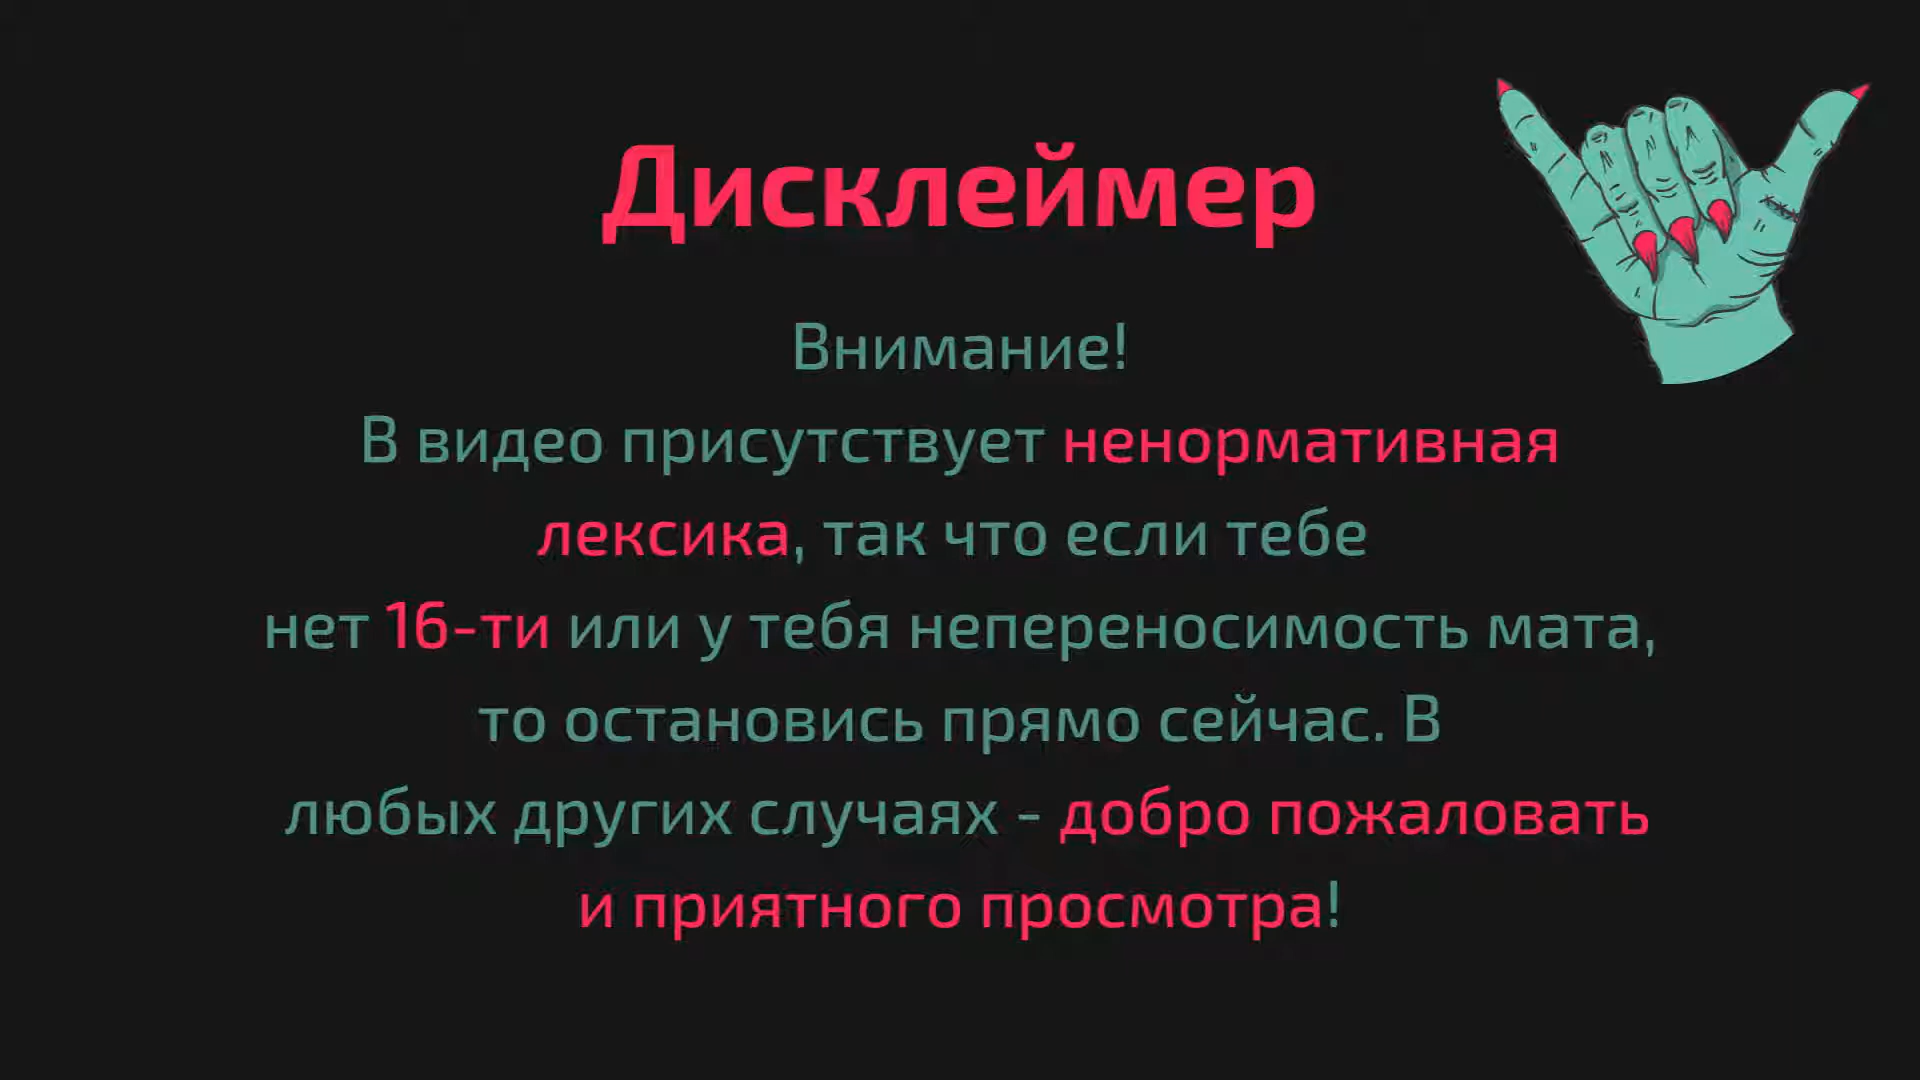 Дисклеймер
Внимание!
В видео присутствует ненормативная
лексика, так что если тебе
нет 16-ти или у тебя непереносимость мата,
то остановись прямо сейчас. В
любых других случаях - добро пожаловать
и приятного просмотра!